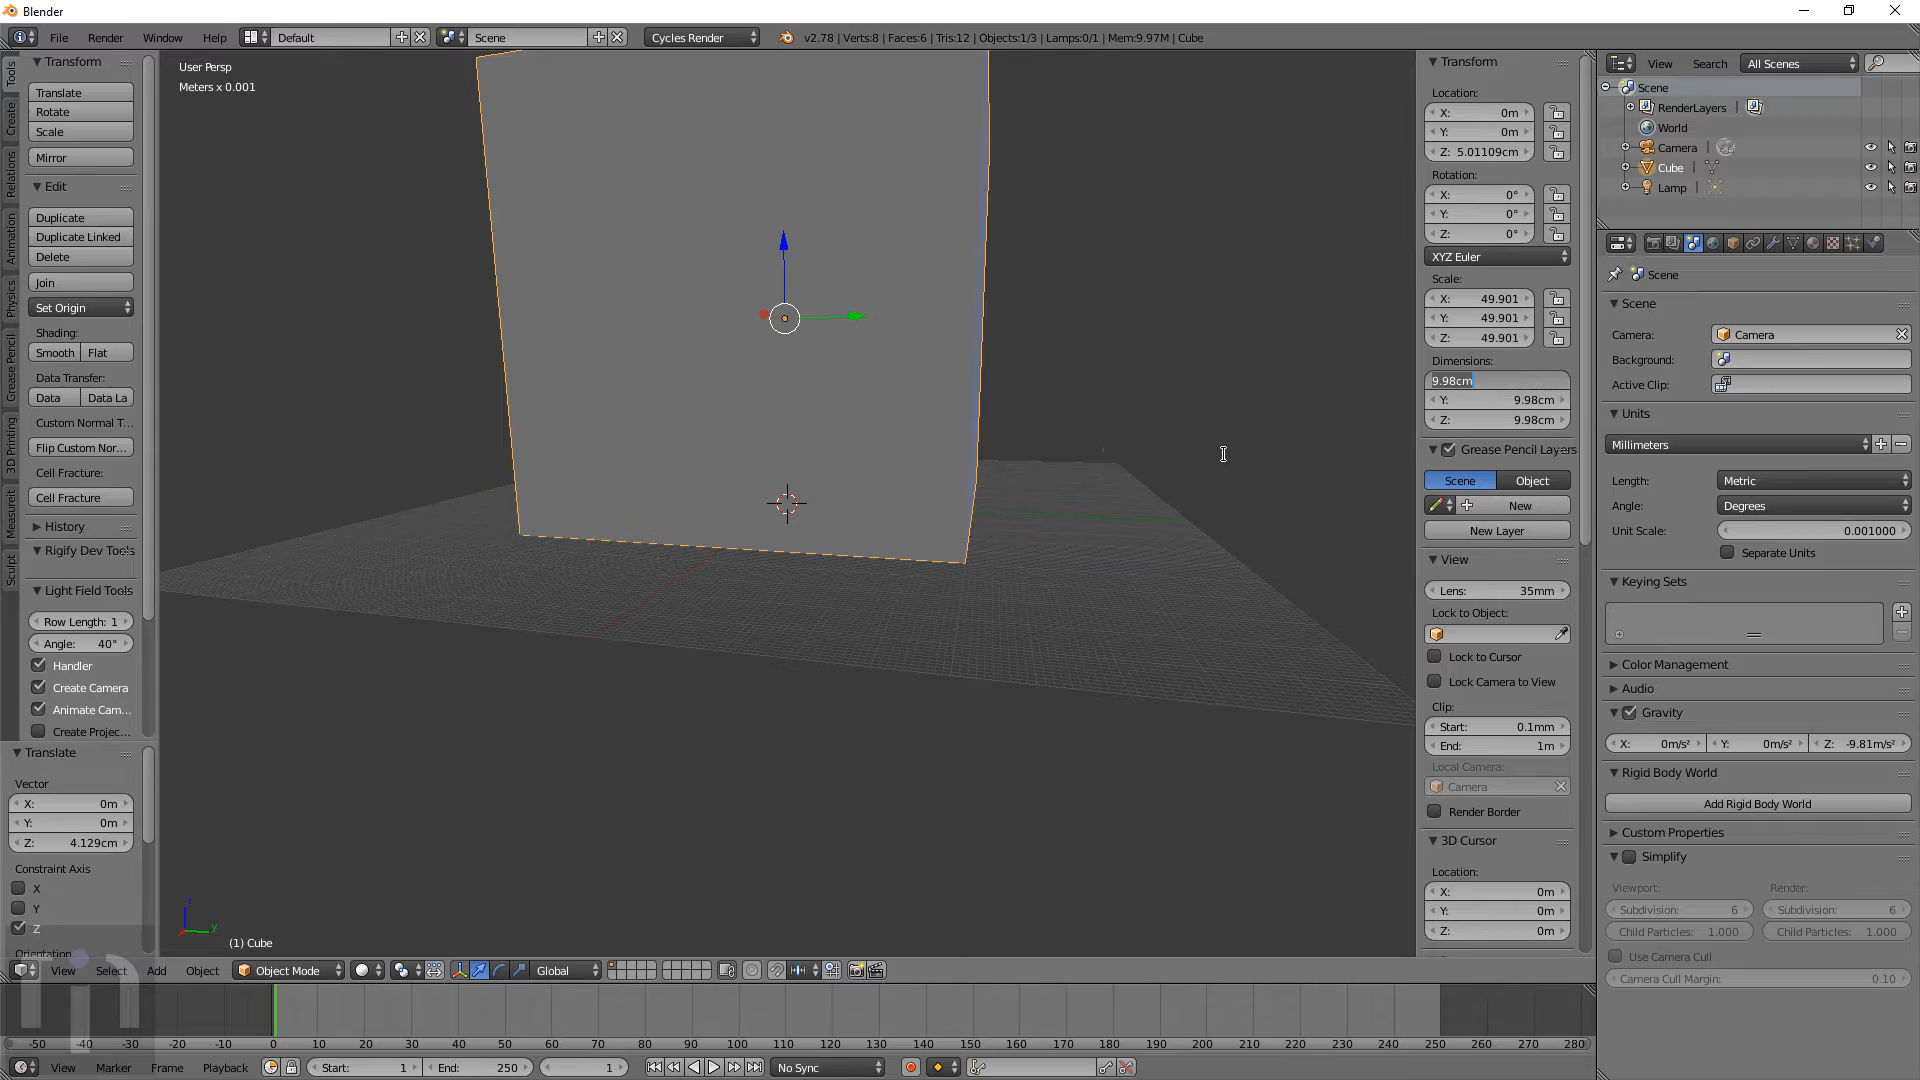 Blender
File Render Window Help Default Scene Cycles Render v2.78 | Verts:8 | Faces:6 | Tris:12 | Objects:1/3 | Lamps:0/1 | Mem:9.97M | Cube
Tools
Create
Relations
Animation
Physics
Grease Pencil
3D Printing
Measureit
Sculpt
Transform
Translate
Rotate
Scale
Mirror
Edit
Duplicate
Duplicate Linked
Delete
Join
Set Origin
Shading:
Smooth Flat
Data Transfer:
Data Data La
Custom Normal T...
Flip Custom Nor...
Cell Fracture:
Cell Fracture
History
Rigify Dev Tools
Light Field Tools
Row Length: 1
Angle: 40°
Handler
Create Camera
Animate Cam...
Create Projec...
Translate
Vector
X: 0m
Y: 0m
Z: 4.129cm
Constraint Axis
X
Y
Z
Orientation
User Persp
Meters x 0.001
z
y
(1) Cube
View Select Add Object Object Mode Global
Transform
Location:
X: 0m
Y: 0m
Z: 5.01109cm
Rotation:
X: 0°
Y: 0°
Z: 0°
XYZ Euler
Scale:
X: 49.901
Y: 49.901
Z: 49.901
Dimensions:
9.98cm
Y: 9.98cm
Z: 9.98cm
Grease Pencil Layers
Scene Object
New
New Layer
View
Lens: 35mm
Lock to Object:
Lock to Cursor
Lock Camera to View
Clip:
Start: 0.1mm
End: 1m
Local Camera:
Camera
Render Border
3D Cursor
Location:
X: 0m
Y: 0m
Z: 0m
View Search All Scenes
Scene
RenderLayers |
World
Camera
Cube
Lamp
Scene
Scene
Camera: Camera
Background:
Active Clip:
Units
Millimeters
Length: Metric
Angle: Degrees
Unit Scale: 0.001000
Separate Units
Keying Sets
Color Management
Audio
Gravity
X: 0m/s² Y: 0m/s² Z: -9.81m/s²
Rigid Body World
Add Rigid Body World
Custom Properties
Simplify
Viewport: Render:
Subdivision: 6 Subdivision: 6
Child Particles: 1.000 Child Particles: 1.000
Use Camera Cull
Camera Cull Margin: 0.10
-50 -40 -30 -20 -10 0 10 20 30 40 50 60 70 80 90 100 110 120 130 140 150 160 170 180 190 200 210 220 230 240 250 260 270 280
View Marker Frame Playback Start: 1 End: 250 1 No Sync